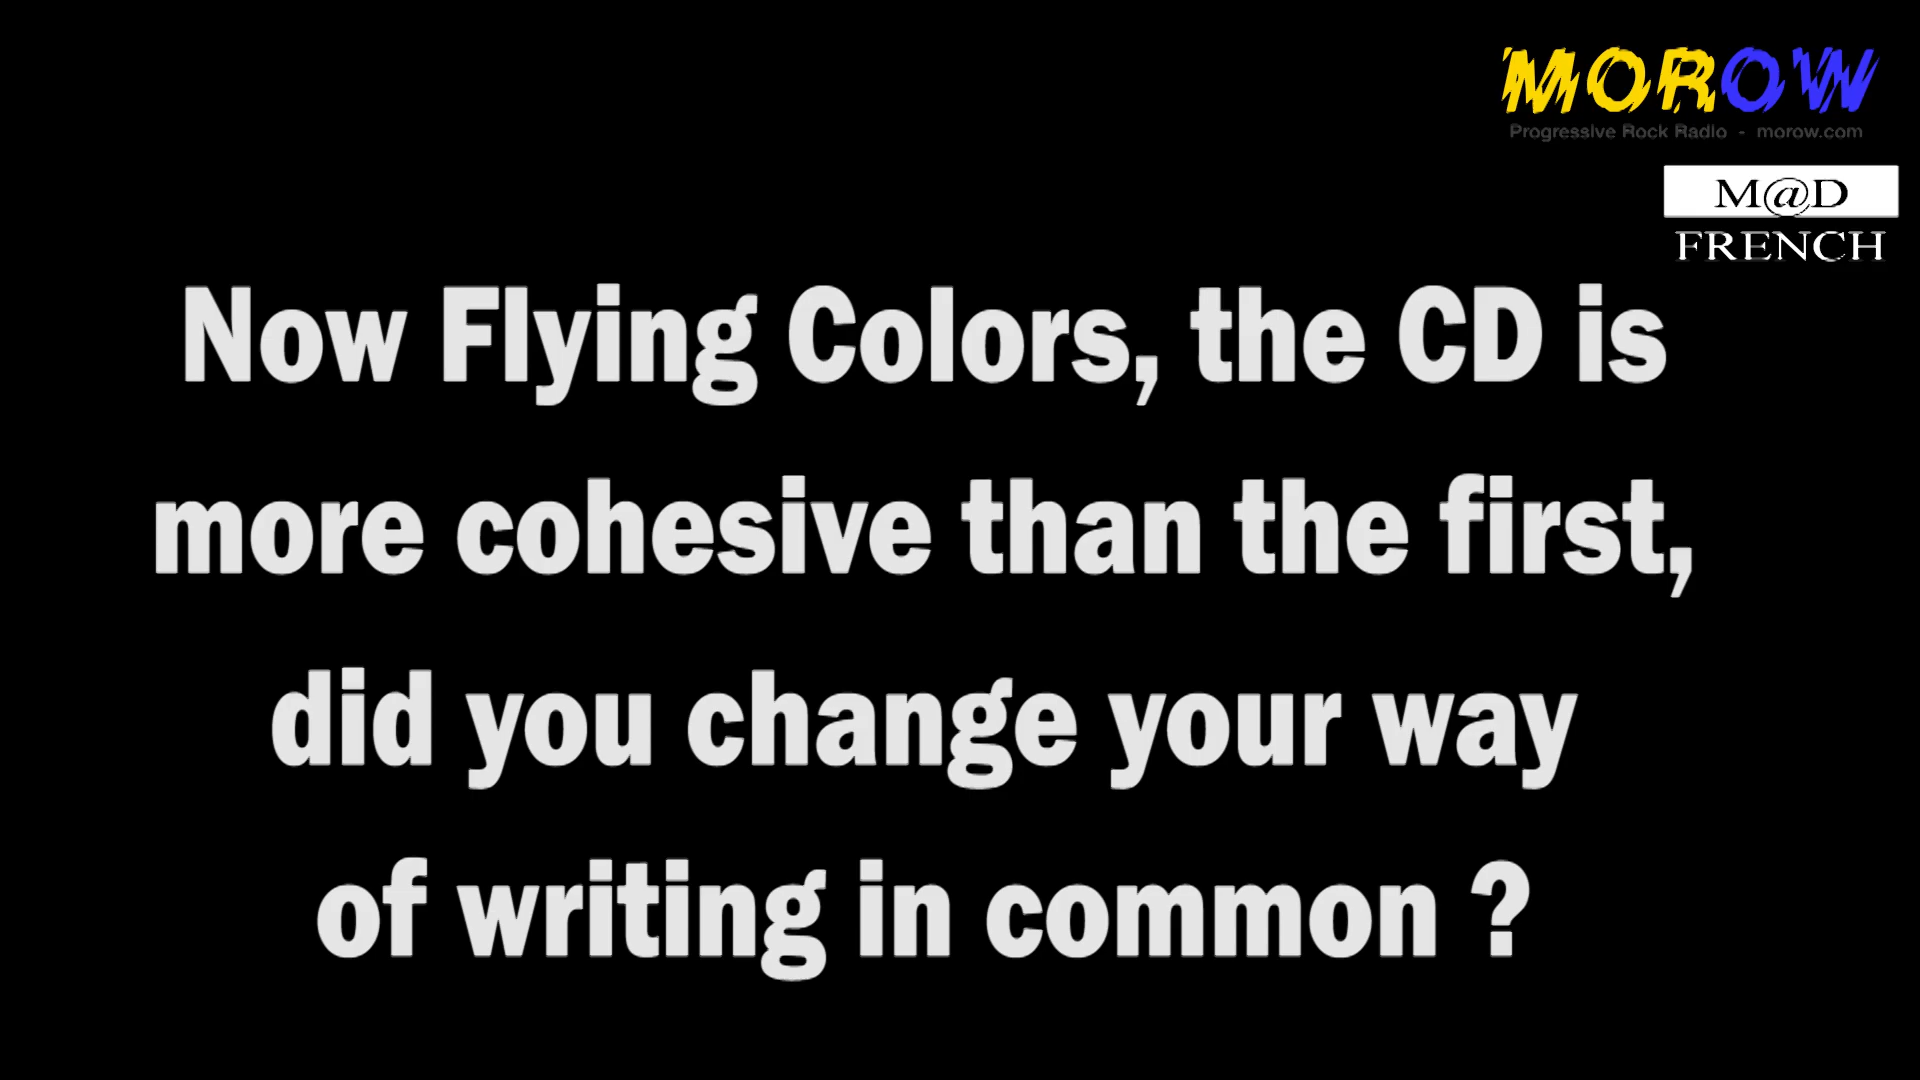 MOROW
Progressive Rock Radio - morow.com
M@D
FRENCH
Now Flying Colors, the CD is
more cohesive than the first,
did you change your way
of writing in common ?